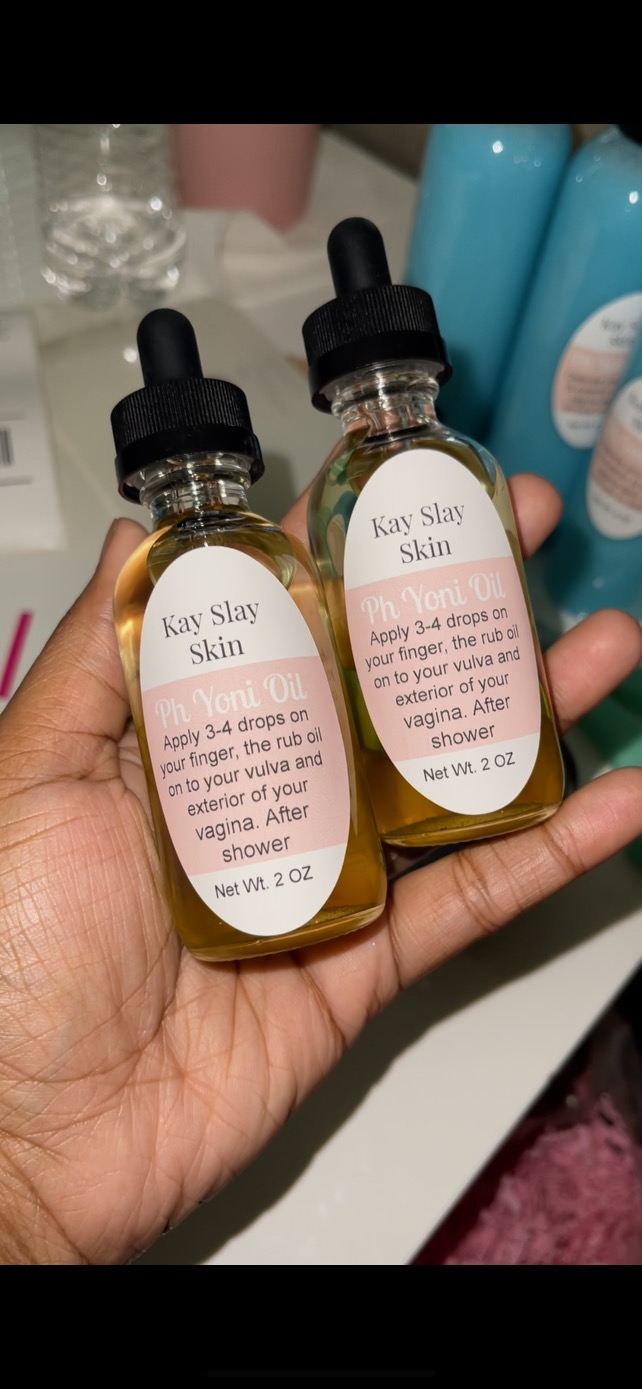 Kay Slay
Skin
Ph Yoni Oil
Apply 3-4 drops on
your finger, the rub oil
on to your vulva and
exterior of your
vagina. After
shower
Net Wt. 2 OZ
Kay Slay
Skin
Ph Yoni Oil
Apply 3-4 drops on
your finger, the rub oil
on to your vulva and
exterior of your
vagina. After
shower
Net Wt. 2 OZ